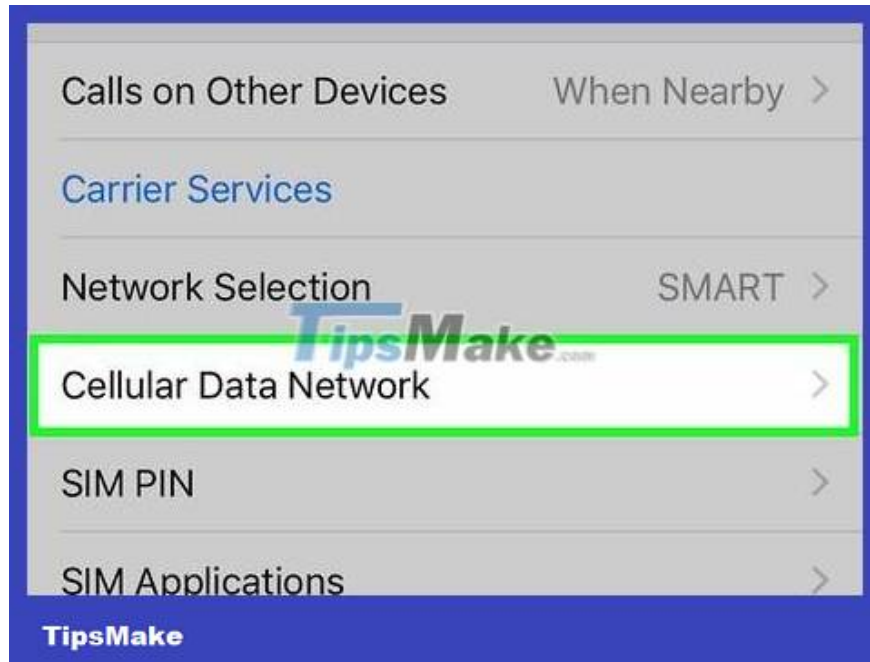 Calls on Other Devices When Nearby
Carrier Services
Network Selection SMART
TipsMake.com
Cellular Data Network
SIM PIN
SIM Applications
TipsMake